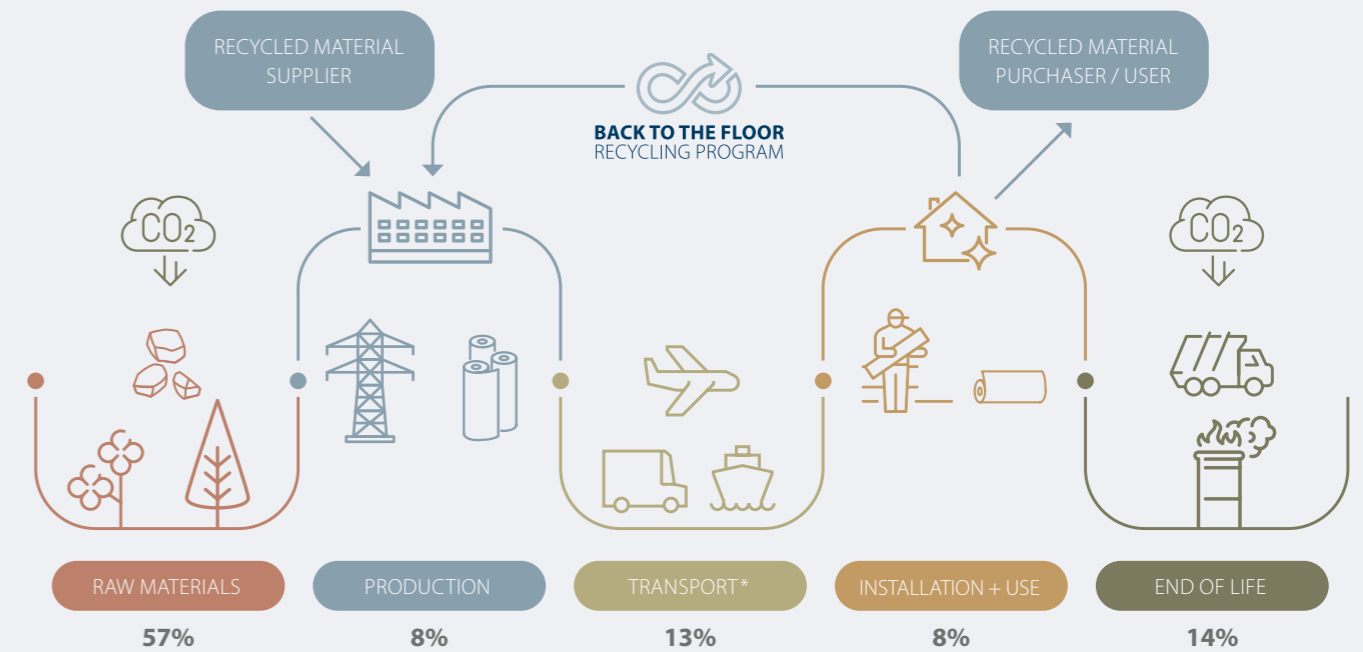 RECYCLED MATERIAL
SUPPLIER
RECYCLED MATERIAL
PURCHASER / USER
BACK TO THE FLOOR
RECYCLING PROGRAM
CO₂
CO₂
RAW MATERIALS
PRODUCTION
TRANSPORT*
INSTALLATION + USE
END OF LIFE
57%
8%
13%
8%
14%